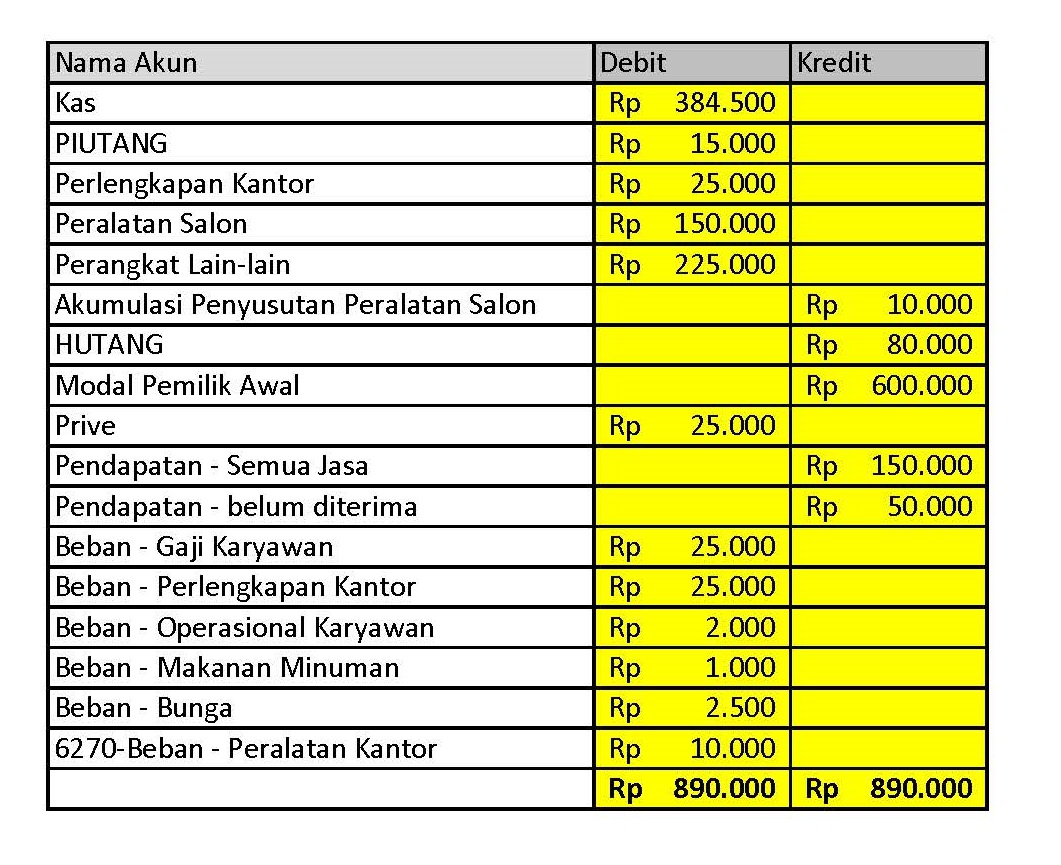 Nama Akun Debit Kredit
Kas Rp 384.500
PIUTANG Rp 15.000
Perlengkapan Kantor Rp 25.000
Peralatan Salon Rp 150.000
Perangkat Lain-lain Rp 225.000
Akumulasi Penyusutan Peralatan Salon Rp 10.000
HUTANG Rp 80.000
Modal Pemilik Awal Rp 600.000
Prive Rp 25.000
Pendapatan - Semua Jasa Rp 150.000
Pendapatan - belum diterima Rp 50.000
Beban - Gaji Karyawan Rp 25.000
Beban - Perlengkapan Kantor Rp 25.000
Beban - Operasional Karyawan Rp 2.000
Beban - Makanan Minuman Rp 1.000
Beban - Bunga Rp 2.500
6270-Beban - Peralatan Kantor Rp 10.000
Rp 890.000 Rp 890.000